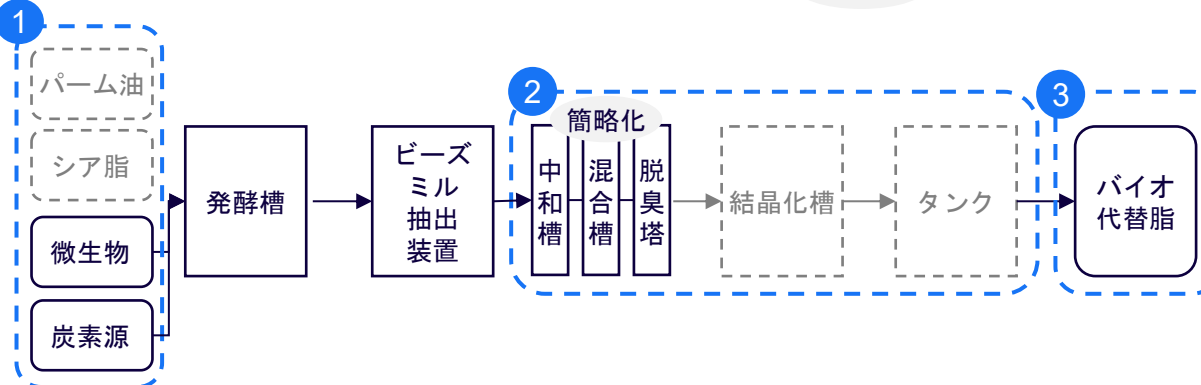 1
パーム油
シア脂
微生物
炭素源
発酵槽
ビーズ
ミル
抽出
装置
2
簡略化
中和槽
混合槽
脱臭塔
結晶化槽
タンク
3
バイオ
代替脂